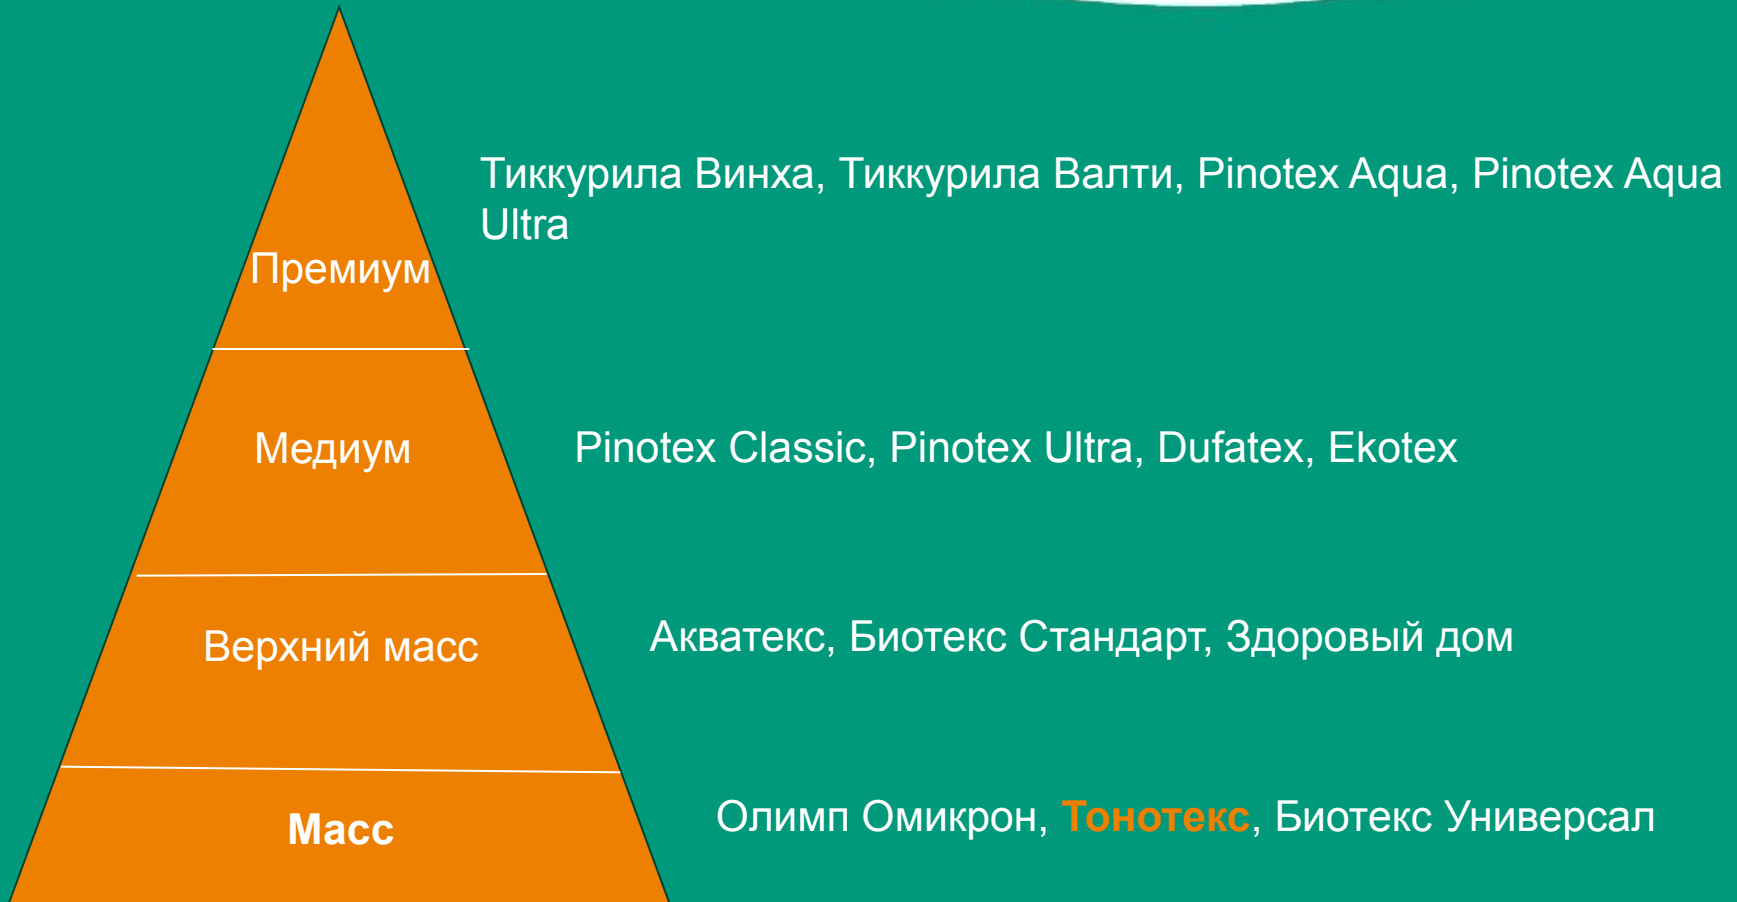 Тиккурила Винха, Тиккурила Валти, Pinotex Aqua, Pinotex Aqua
Ultra
Премиум
Медиум
Pinotex Classic, Pinotex Ultra, Dufatex, Ekotex
Верхний масс
Акватекс, Биотекс Стандарт, Здоровый дом
Масс
Олимп Омикрон, Тонотекс, Биотекс Универсал